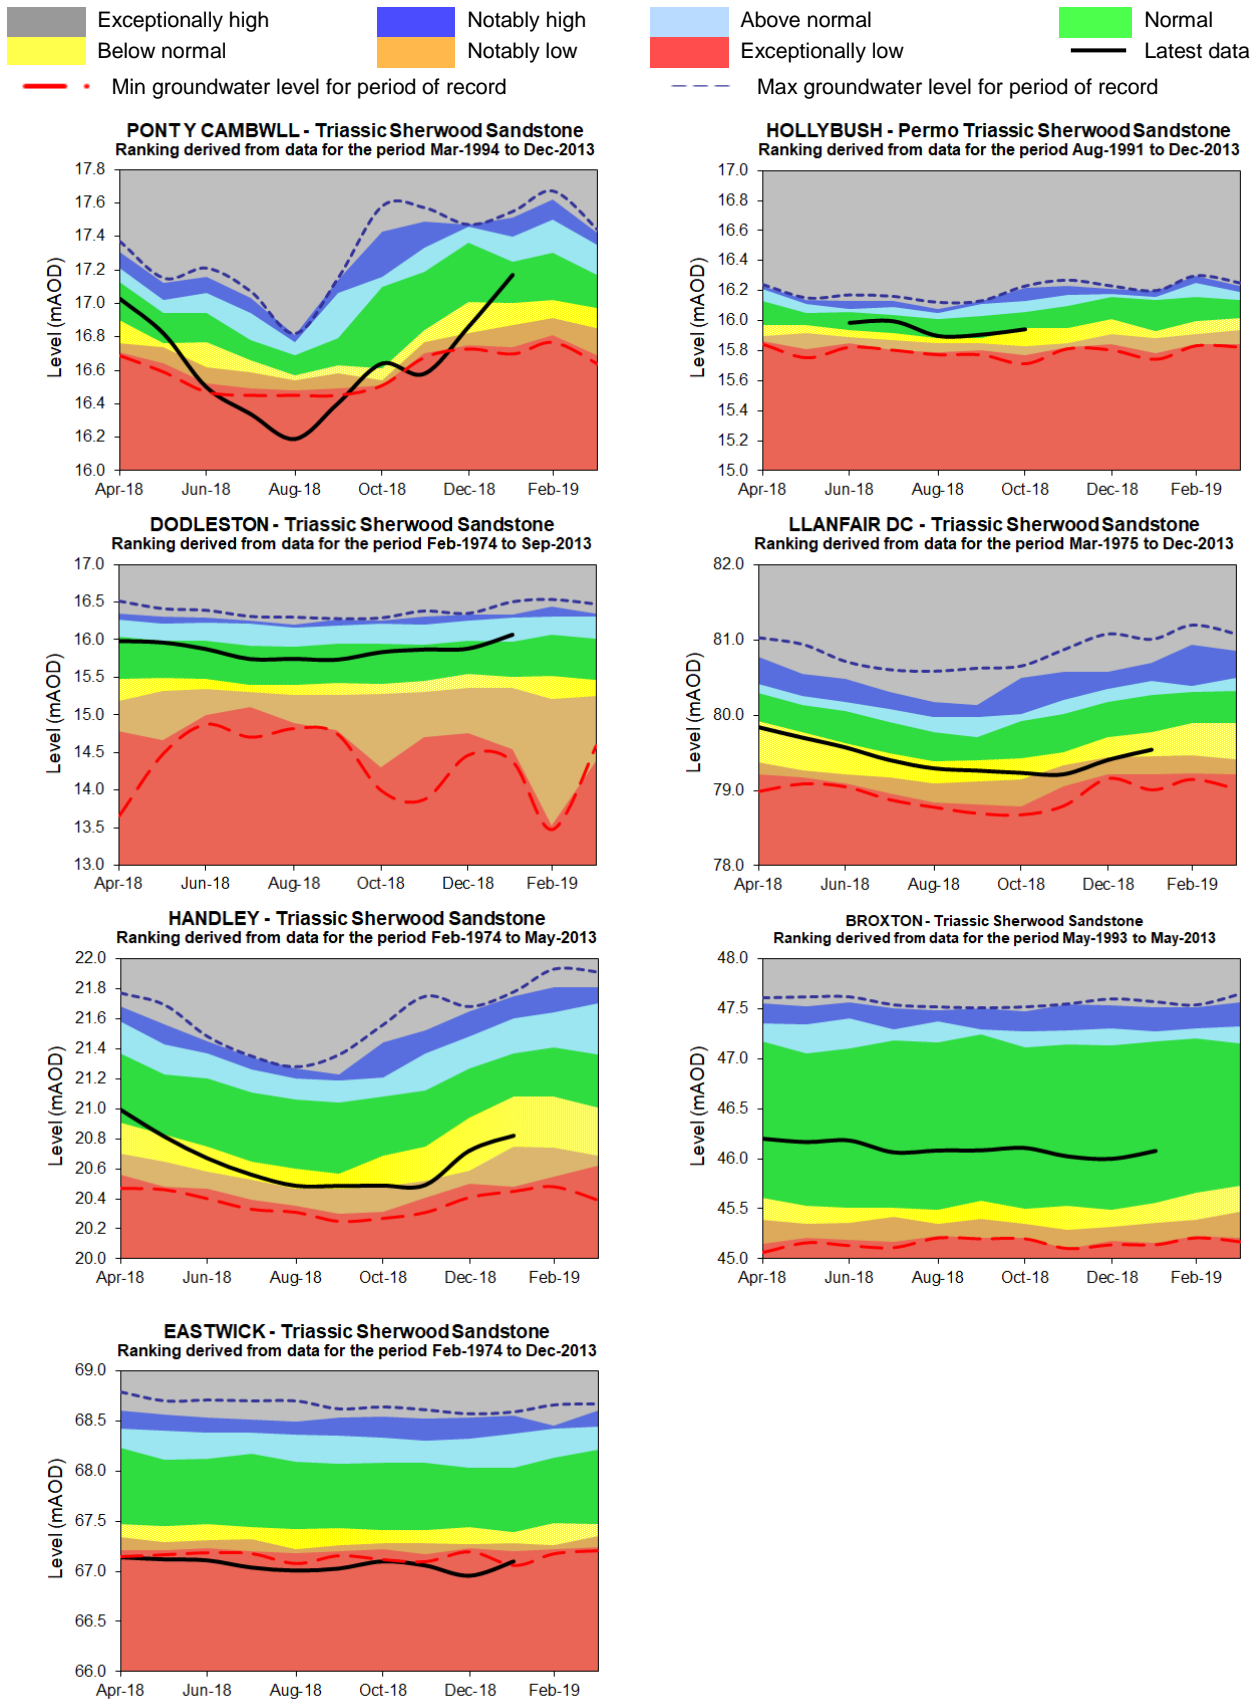 Exceptionally high
Notably high
Above normal
Normal
Below normal
Notably low
Exceptionally low
Latest data
Min groundwater level for period of record
Max groundwater level for period of record
PONT Y CAMBWLL - Triassic Sherwood Sandstone
Ranking derived from data for the period Mar-1994 to Dec-2013
Level (mAOD)
17.8
17.6
17.4
17.2
17.0
16.8
16.6
16.4
16.2
16.0
Apr-18 Jun-18 Aug-18 Oct-18 Dec-18 Feb-19
HOLLYBUSH - Permo Triassic Sherwood Sandstone
Ranking derived from data for the period Aug-1991 to Dec-2013
Level (mAOD)
17.0
16.8
16.6
16.4
16.2
16.0
15.8
15.6
15.4
15.2
15.0
Apr-18 Jun-18 Aug-18 Oct-18 Dec-18 Feb-19
DODLESTON - Triassic Sherwood Sandstone
Ranking derived from data for the period Feb-1974 to Sep-2013
Level (mAOD)
17.0
16.5
16.0
15.5
15.0
14.5
14.0
13.5
13.0
Apr-18 Jun-18 Aug-18 Oct-18 Dec-18 Feb-19
LLANFAIR DC - Triassic Sherwood Sandstone
Ranking derived from data for the period Mar-1975 to Dec-2013
Level (mAOD)
82.0
81.0
80.0
79.0
78.0
Apr-18 Jun-18 Aug-18 Oct-18 Dec-18 Feb-19
HANDLEY - Triassic Sherwood Sandstone
Ranking derived from data for the period Feb-1974 to May-2013
Level (mAOD)
22.0
21.8
21.6
21.4
21.2
21.0
20.8
20.6
20.4
20.2
20.0
Apr-18 Jun-18 Aug-18 Oct-18 Dec-18 Feb-19
BROXTON - Triassic Sherwood Sandstone
Ranking derived from data for the period May-1993 to May-2013
Level (mAOD)
48.0
47.5
47.0
46.5
46.0
45.5
45.0
Apr-18 Jun-18 Aug-18 Oct-18 Dec-18 Feb-19
EASTWICK - Triassic Sherwood Sandstone
Ranking derived from data for the period Feb-1974 to Dec-2013
Level (mAOD)
69.0
68.5
68.0
67.5
67.0
66.5
66.0
Apr-18 Jun-18 Aug-18 Oct-18 Dec-18 Feb-19